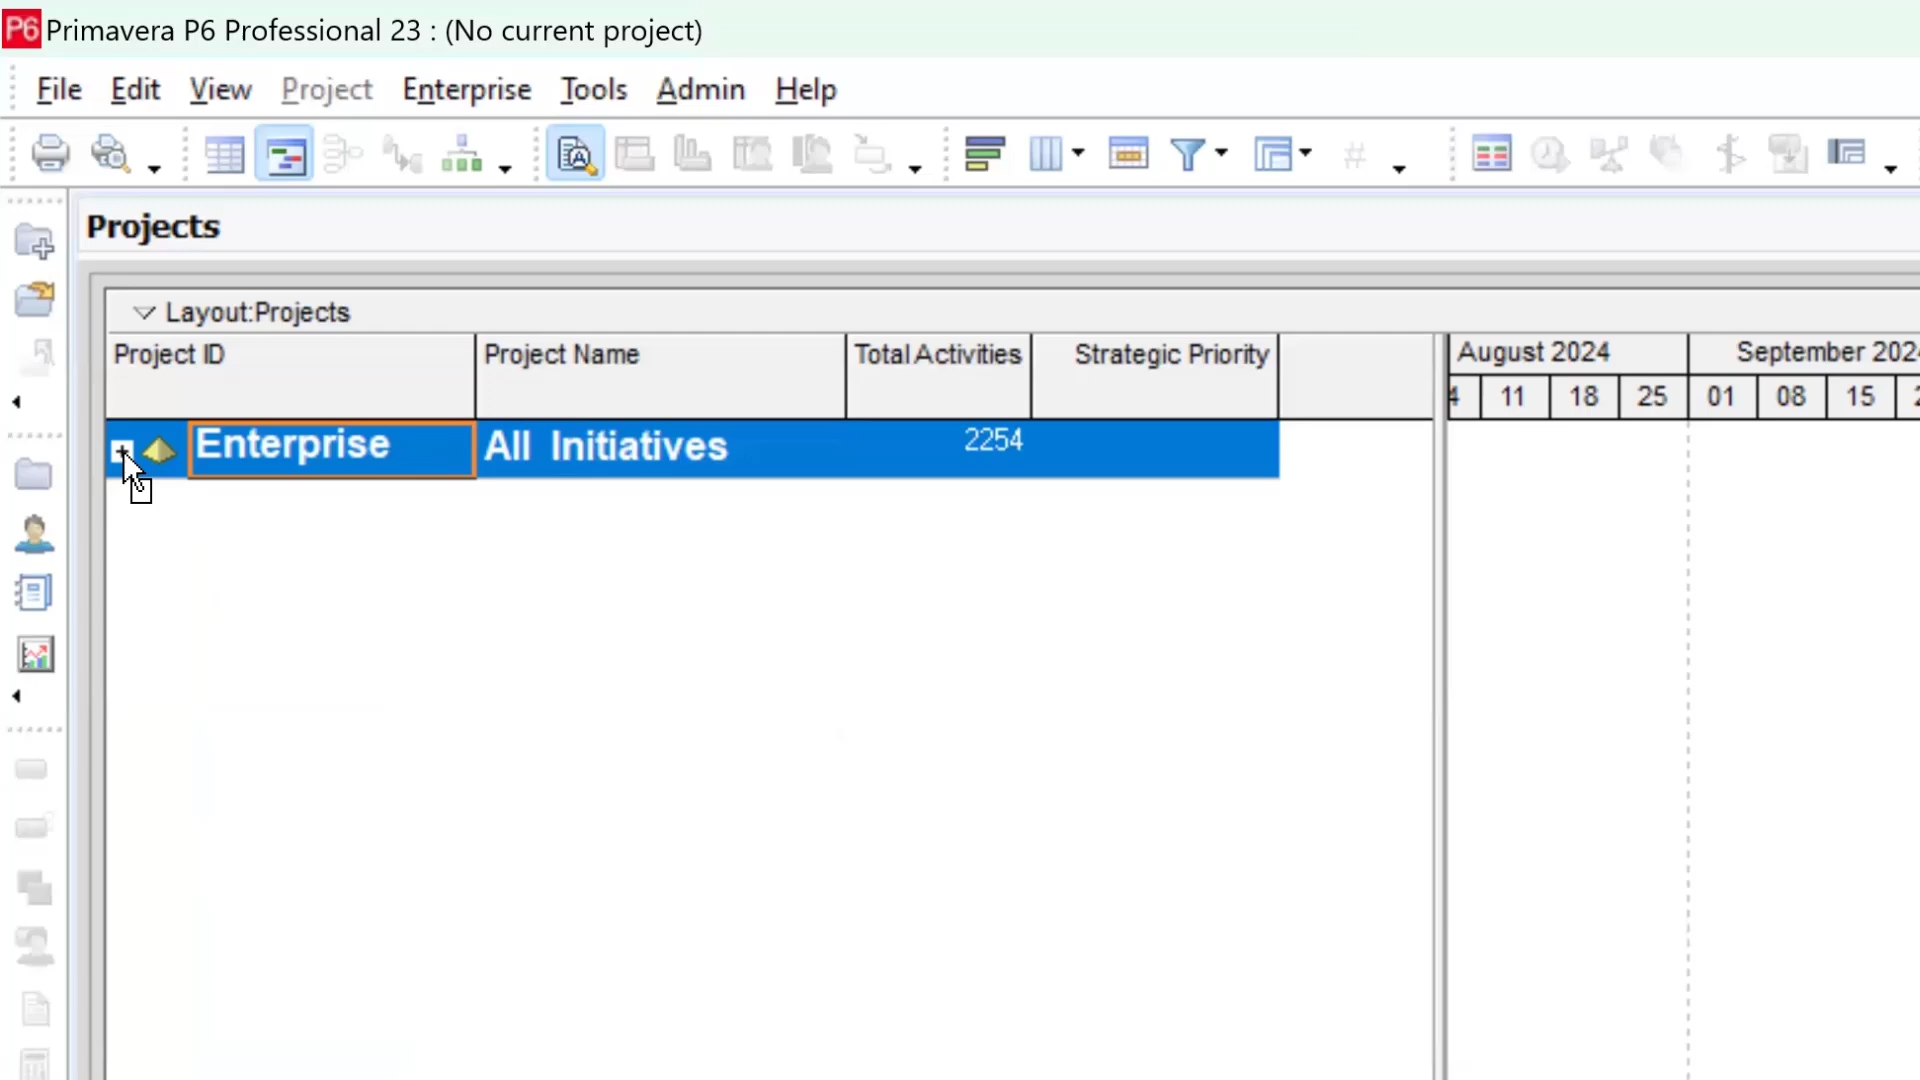 P6 Primavera P6 Professional 23 : (No current project)
File Edit View Project Enterprise Tools Admin Help
Projects
Layout:Projects
Project ID Project Name Total Activities Strategic Priority
August 2024 September 202
4 11 18 25 01 08 15 2
Enterprise All Initiatives 2254